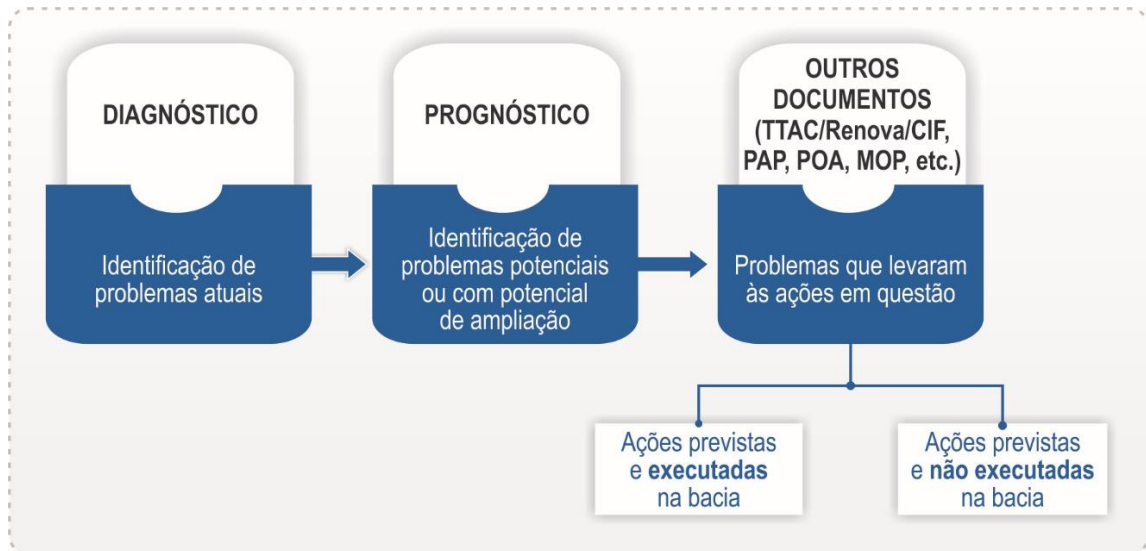 DIAGNÓSTICO
Identificação de
problemas atuais
PROGNÓSTICO
Identificação de
problemas potenciais
ou com potencial
de ampliação
OUTROS
DOCUMENTOS
(TTAC/Renova/CIF,
PAP, POA, MOP, etc.)
Problemas que levaram
às ações em questão
Ações previstas
e executadas
na bacia
Ações previstas
e não executadas
na bacia